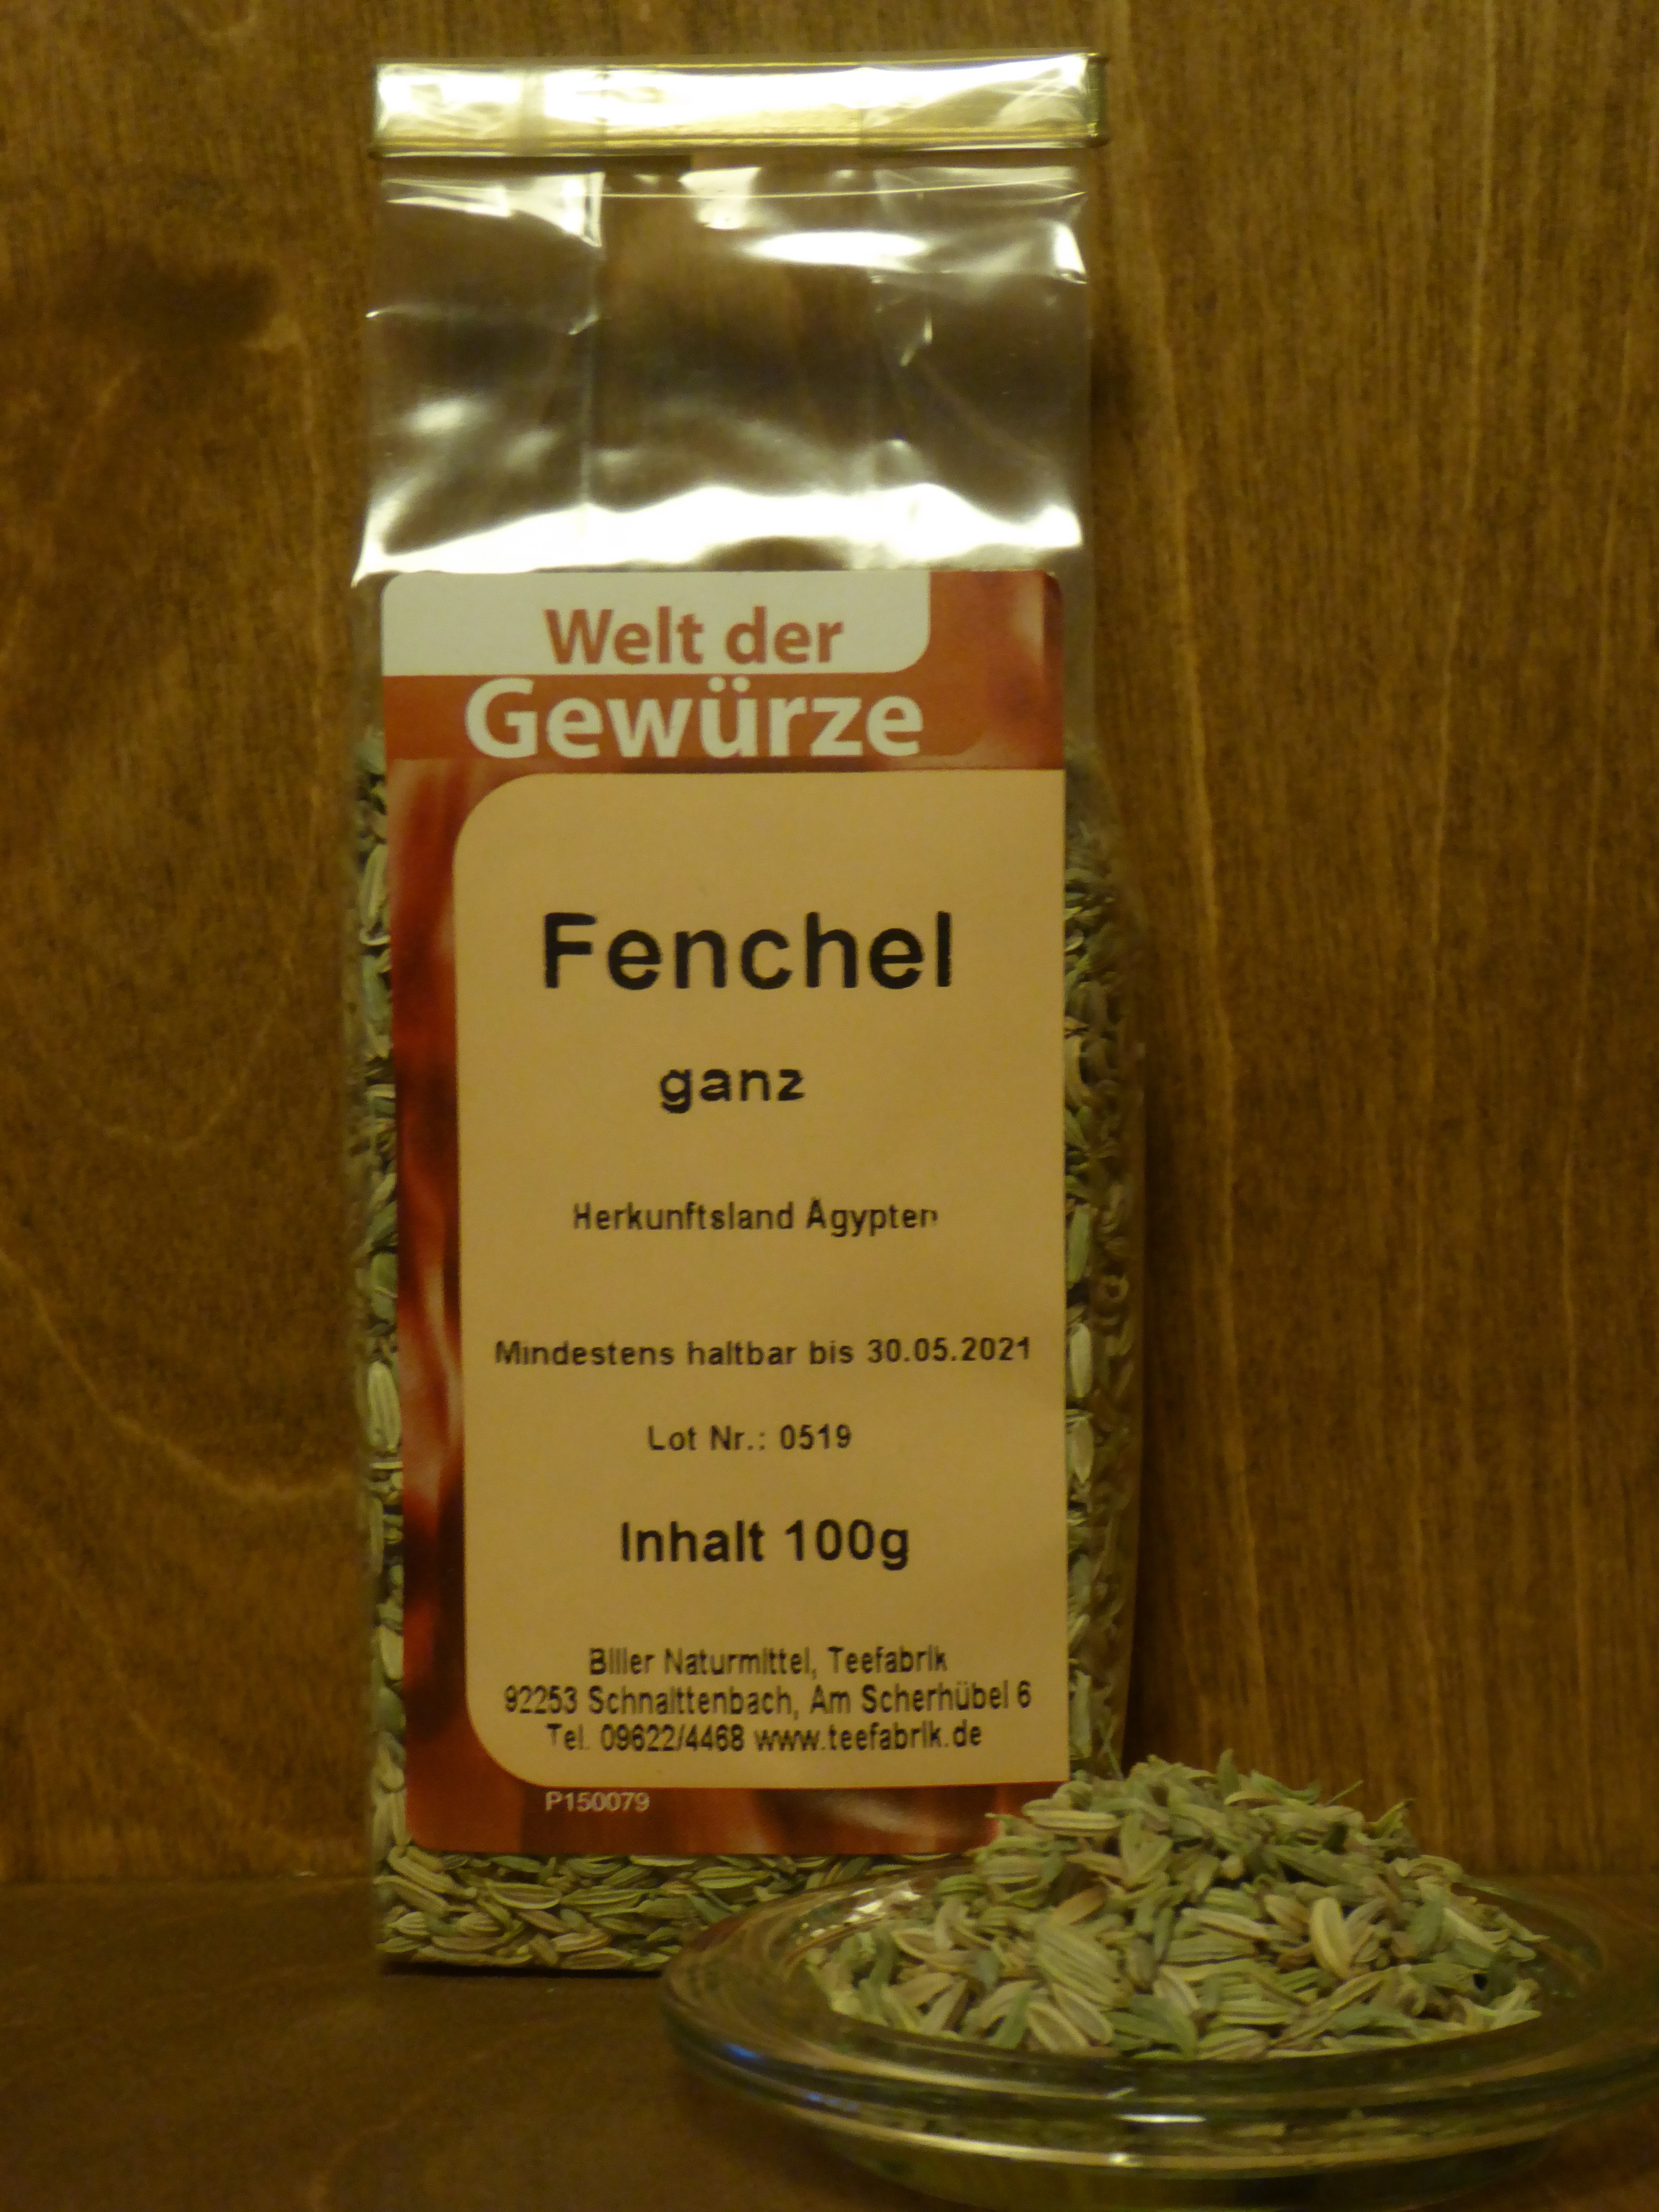 Welt der
Gewürze
Fenchel
ganz
Herkunftsland Ägypten
Mindestens haltbar bis 30.05.2021
Lot Nr.: 0519
Inhalt 100g
Biller Naturmittel, Teefabrik
92253 Schnaittenbach, Am Scherhübel 6
Tel. 09622/4468 www.teefabrik.de
P150079